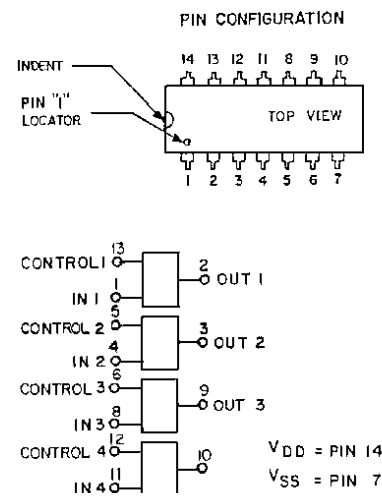 PIN CONFIGURATION
14 13 12 11 8 9 10
INDENT
PIN "1"
LOCATOR
TOP VIEW
1 2 3 4 5 6 7
CONTROL 1 13
2 OUT 1
IN 1 1
CONTROL 2 5
3 OUT 2
IN 2 4
CONTROL 3 6
9 OUT 3
IN 3 8
CONTROL 4 12
10
IN 4 11
VDD = PIN 14
VSS = PIN 7